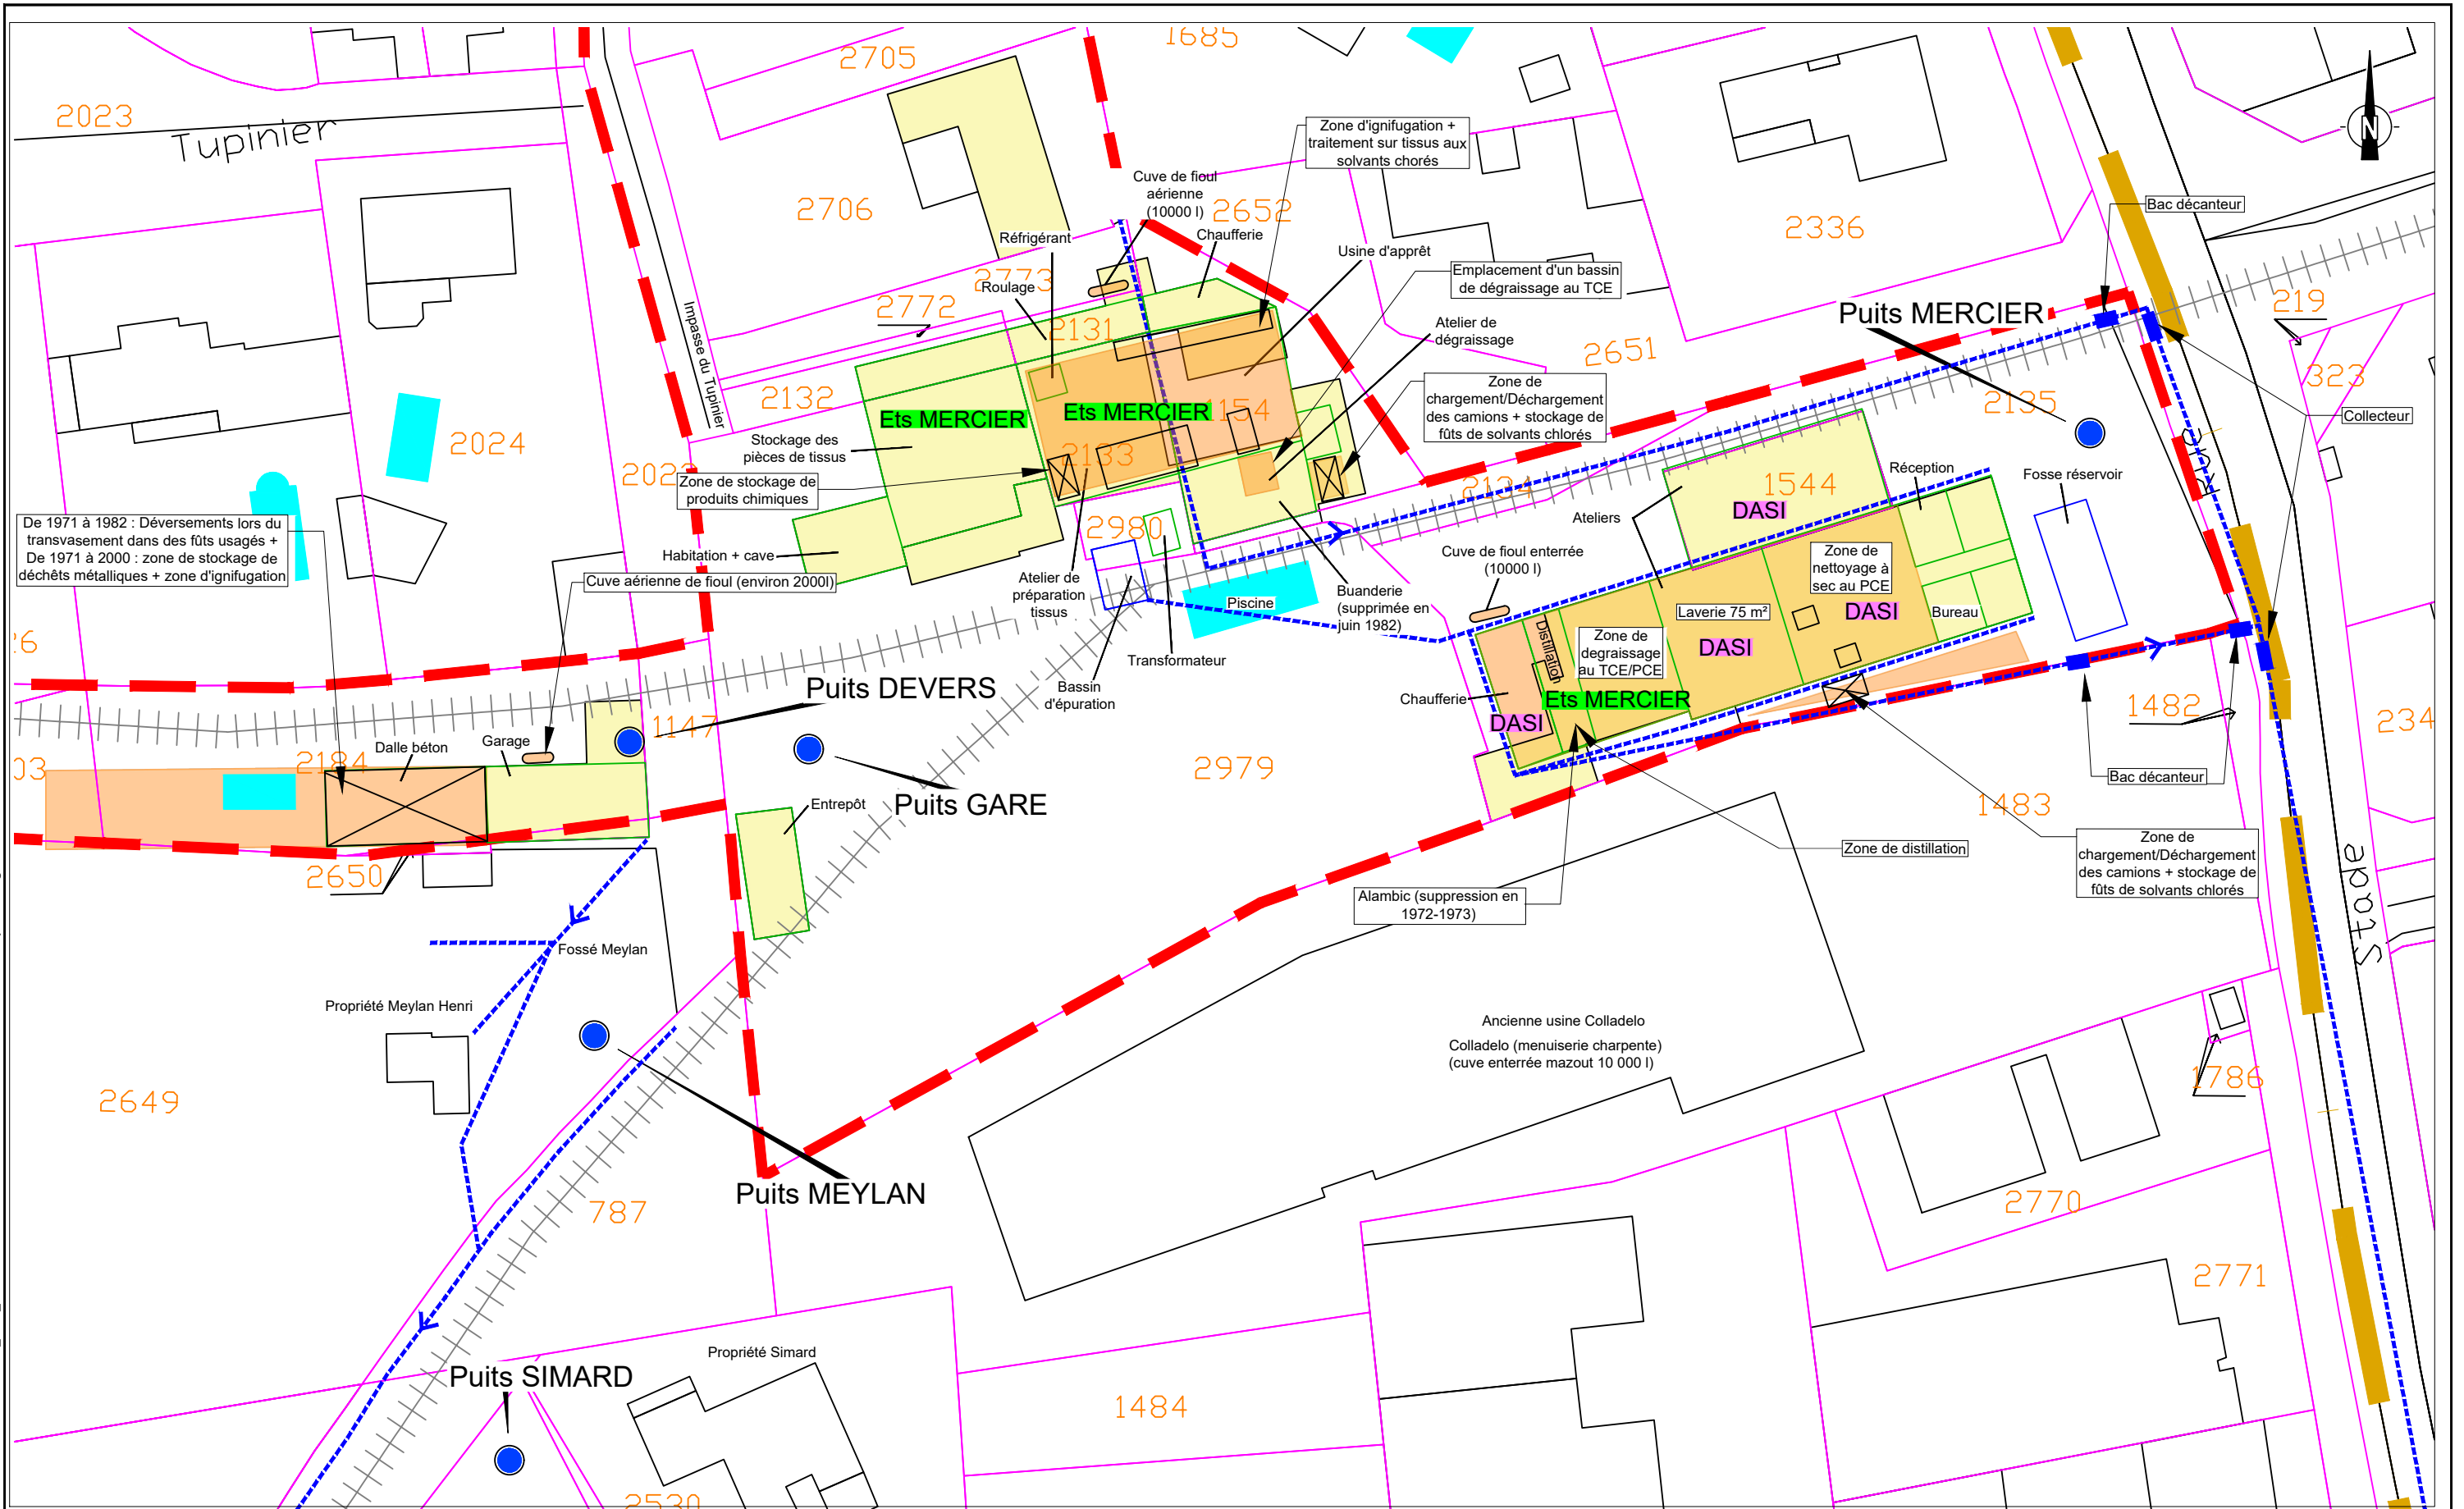 2705
1685
2023
Tupinier
Zone d'ignifugation +
traitement sur tissus aux
solvants chorés
Cuve de fioul
aérienne
(10000 l)
2652
2706
2336
Bac décanteur
N
Réfrigérant
Chaufferie
Usine d'apprêt
Emplacement d'un bassin
de dégraissage au TCE
2773
Roulage
2772
Impasse du Tupinier
2131
Puits MERCIER
219
Atelier de
dégraissage
2651
323
2132
Zone de
chargement/Déchargement
des camions + stockage de
fûts de solvants chlorés
2135
Collecteur
Ets MERCIER
Ets MERCIER
1154
2024
Stockage des
pièces de tissus
2133
Zone de stockage de
produits chimiques
2134
1544
Réception
Fosse réservoir
DASI
Ateliers
De 1971 à 1982 : Déversements lors du
transvasement dans des fûts usagés +
De 1971 à 2000 : zone de stockage de
déchêts métalliques + zone d'ignifugation
2980
Habitation + cave
Cuve aérienne de fioul (environ 2000l)
Cuve de fioul enterrée
(10000 l)
Zone de
nettoyage à
sec au PCE
DASI
Atelier de
préparation
tissus
Piscine
Buanderie
(supprimée en
juin 1982)
Laverie 75 m²
Bureau
Distillation
Zone de
degraissage
au TCE/PCE
DASI
Transformateur
Bassin
d'épuration
Puits DEVERS
Chaufferie
Ets MERCIER
DASI
1482
234
1147
Dalle béton
Garage
2184
03
2979
Bac décanteur
Puits GARE
Entrepôt
1483
Zone de distillation
Zone de
chargement/Déchargement
des camions + stockage de
fûts de solvants chlorés
2650
Alambic (suppression en
1972-1973)
Stade
Fossé Meylan
Propriété Meylan Henri
Ancienne usine Colladelo
Colladelo (menuiserie charpente)
(cuve enterrée mazout 10 000 l)
2649
1786
Puits MEYLAN
787
2770
2771
Propriété Simard
Puits SIMARD
1484
2530